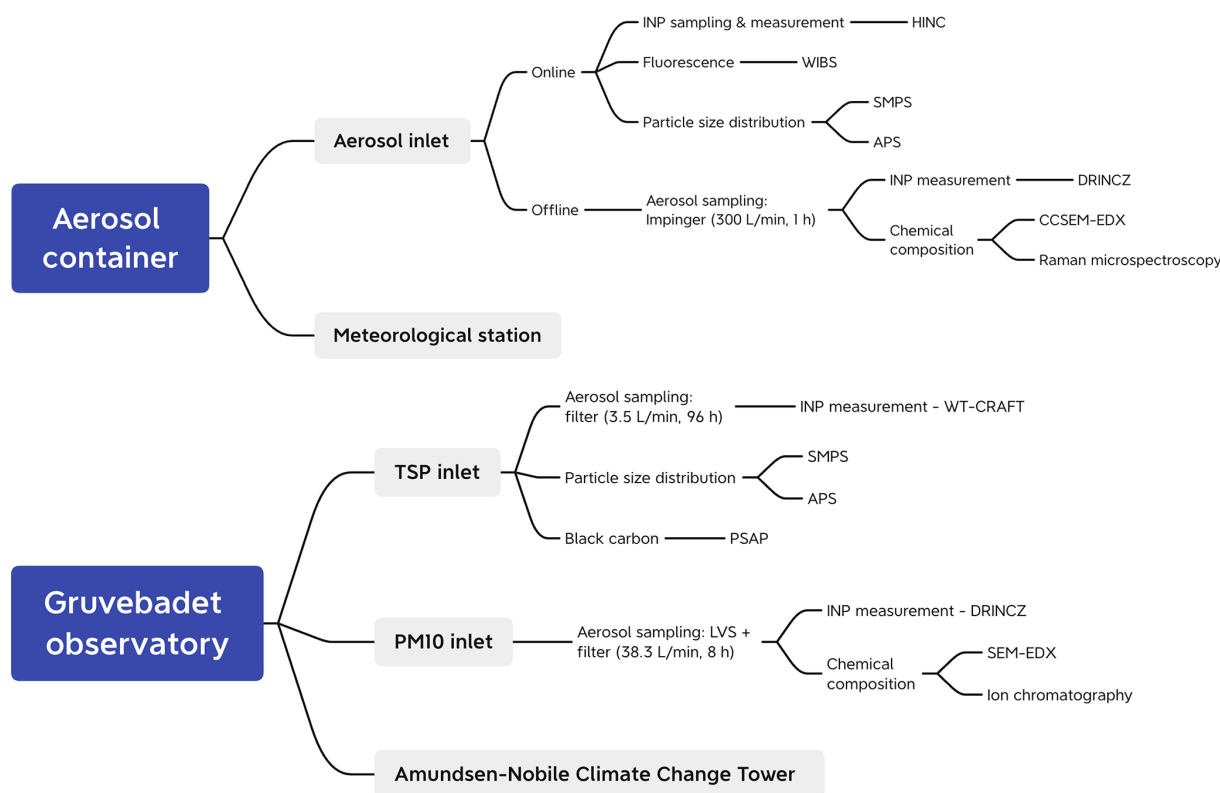 Aerosol
container
Aerosol inlet
Online
INP sampling & measurement
HINC
Fluorescence
WIBS
Particle size distribution
SMPS
APS
Offline
Aerosol sampling:
Impinger (300 L/min, 1 h)
INP measurement
DRINCZ
Chemical
composition
CCSEM-EDX
Raman microspectroscopy
Meteorological station
Gruvebadet
observatory
TSP inlet
Aerosol sampling:
filter (3.5 L/min, 96 h)
INP measurement - WT-CRAFT
Particle size distribution
SMPS
APS
Black carbon
PSAP
PM10 inlet
Aerosol sampling: LVS +
filter (38.3 L/min, 8 h)
INP measurement - DRINCZ
Chemical
composition
SEM-EDX
Ion chromatography
Amundsen-Nobile Climate Change Tower